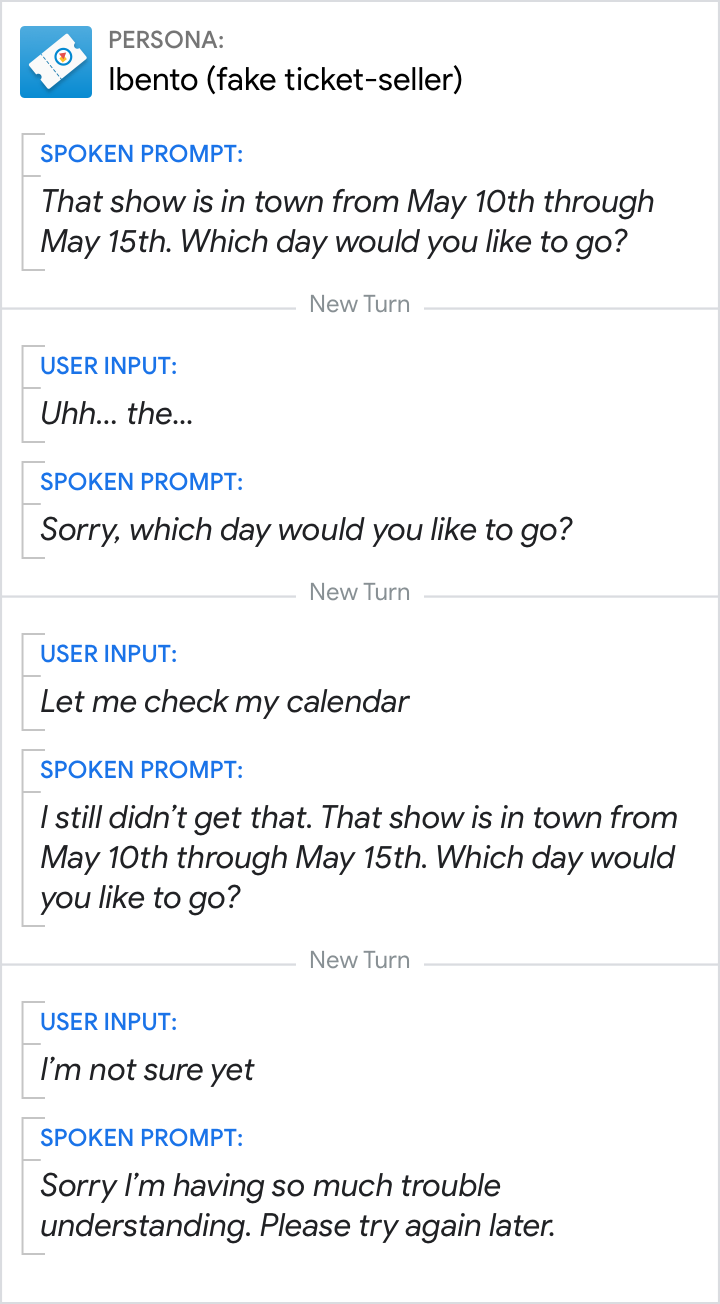 PERSONA:
Ibento (fake ticket-seller)
SPOKEN PROMPT:
That show is in town from May 10th through
May 15th. Which day would you like to go?
New Turn
USER INPUT:
Uhh... the...
SPOKEN PROMPT:
Sorry, which day would you like to go?
New Turn
USER INPUT:
Let me check my calendar
SPOKEN PROMPT:
I still didn’t get that. That show is in town from
May 10th through May 15th. Which day would
you like to go?
New Turn
USER INPUT:
I’m not sure yet
SPOKEN PROMPT:
Sorry I’m having so much trouble
understanding. Please try again later.